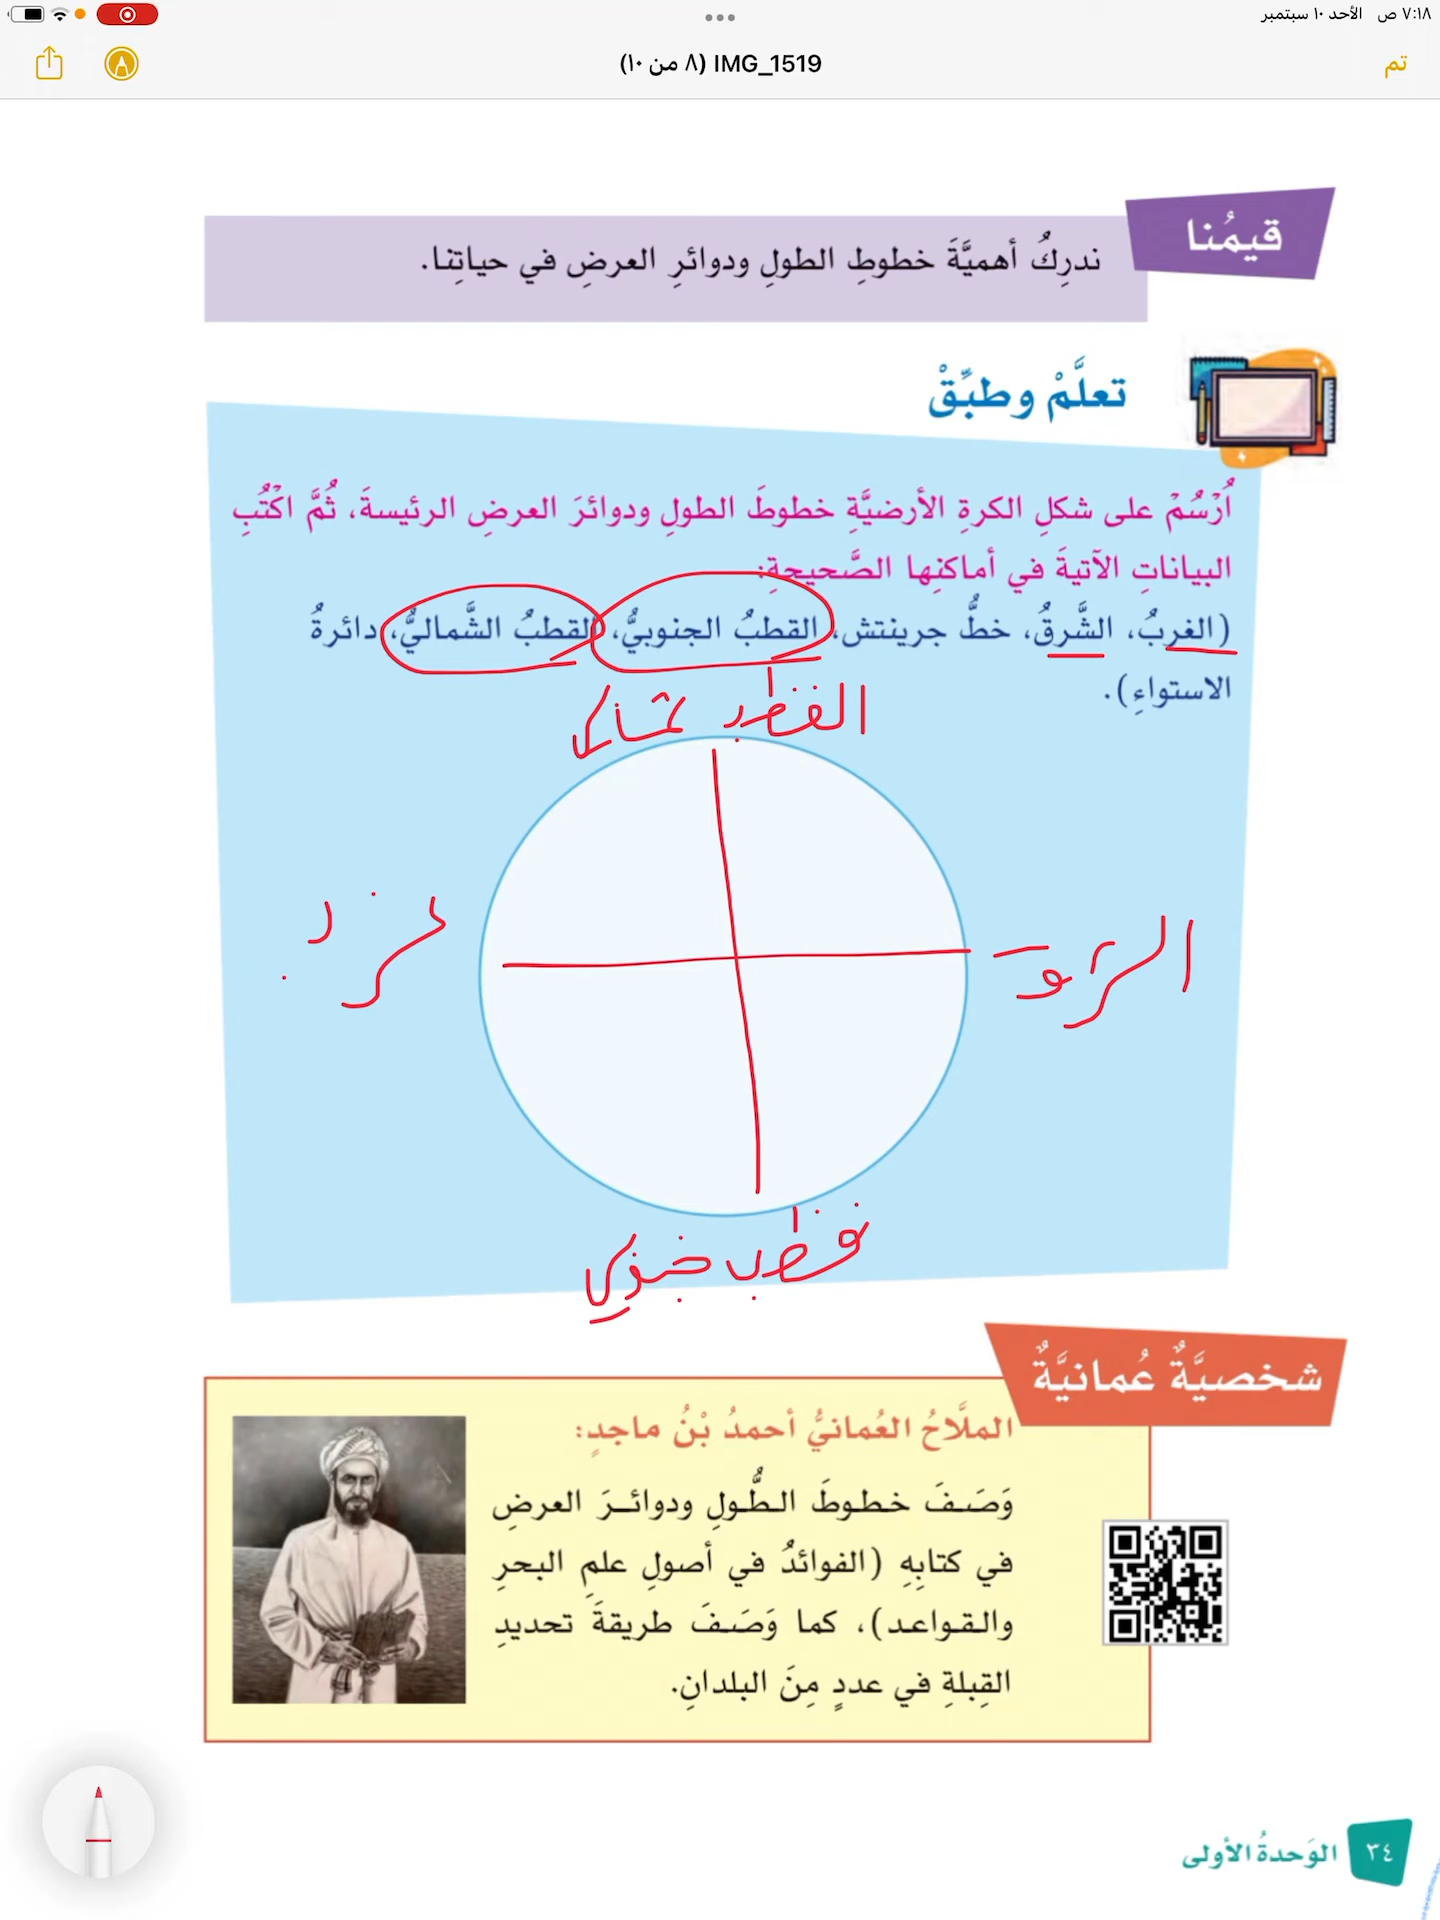 ٧:١٨ ص الأحد ١٠ سبتمبر
تم
IMG_1519 (٨ من ١٠)
قيمُنا
ندرِكُ أهميَّةَ خطوطِ الطولِ ودوائرِ العرضِ في حياتِنا.
تعلَّمْ وطبِّقْ
اُرْسُمْ على شكلِ الكرةِ الأرضيَّةِ خطوطَ الطولِ ودوائرَ العرضِ الرئيسةَ، ثُمَّ اكْتُبِ
البياناتِ الآتيةَ في أماكنِها الصَّحيحةِ:
(الغربُ، الشَّرقُ، خطُّ جرينتش، القطبُ الجنوبيُّ، القطبُ الشَّماليُّ، دائرةُ
الاستواءِ).
القطب
قطب جنوبي
شخصيَّةٌ عُمانيَّةٌ
الملَّاحُ العُمانيُّ أحمدُ بْنُ ماجدٍ:
وَصَفَ خطوطَ الطُّولِ ودوائرَ العرضِ
في كتابِهِ (الفوائدُ في أصولِ علمِ البحرِ
والقواعد)، كما وَصَفَ طريقةَ تحديدِ
القِبلةِ في عددٍ مِنَ البلدانِ.
٣٤ الوَحدةُ الأولى